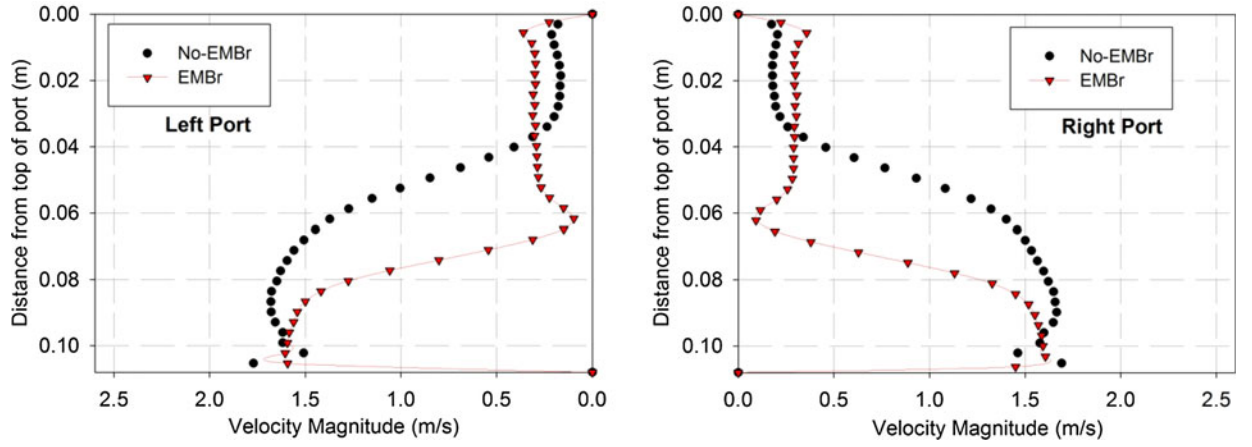 Distance from top of port (m)
0.00
0.02
0.04
0.06
0.08
0.10
No-EMBr
EMBr
Left Port
2.5 2.0 1.5 1.0 0.5 0.0
Velocity Magnitude (m/s)
Distance from top of port (m)
0.00
0.02
0.04
0.06
0.08
0.10
No-EMBr
EMBr
Right Port
0.0 0.5 1.0 1.5 2.0 2.5
Velocity Magnitude (m/s)